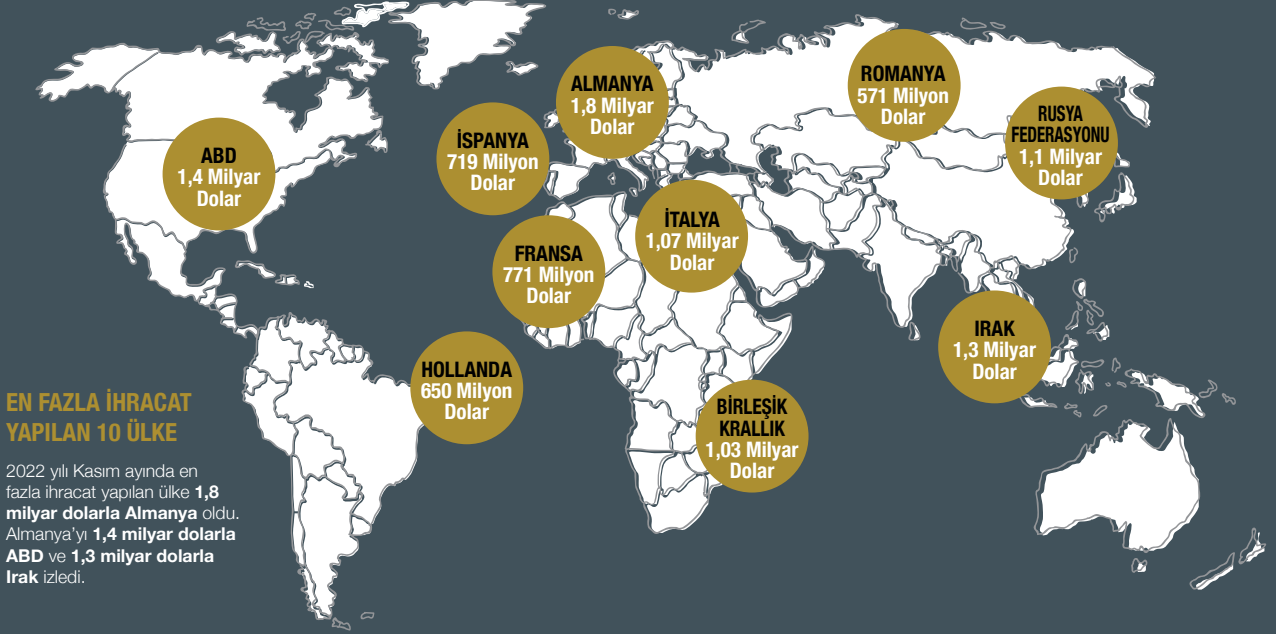 ALMANYA
1,8 Milyar
Dolar
ROMANYA
571 Milyon
Dolar
RUSYA
FEDERASYONU
1,1 Milyar
Dolar
İSPANYA
719 Milyon
Dolar
ABD
1,4 Milyar
Dolar
İTALYA
1,07 Milyar
Dolar
FRANSA
771 Milyon
Dolar
IRAK
1,3 Milyar
Dolar
HOLLANDA
650 Milyon
Dolar
BİRLEŞİK
KRALLIK
1,03 Milyar
Dolar
EN FAZLA İHRACAT
YAPILAN 10 ÜLKE
2022 yılı Kasım ayında en
fazla ihracat yapılan ülke 1,8
milyar dolarla Almanya oldu.
Almanya’yı 1,4 milyar dolarla
ABD ve 1,3 milyar dolarla
Irak izledi.